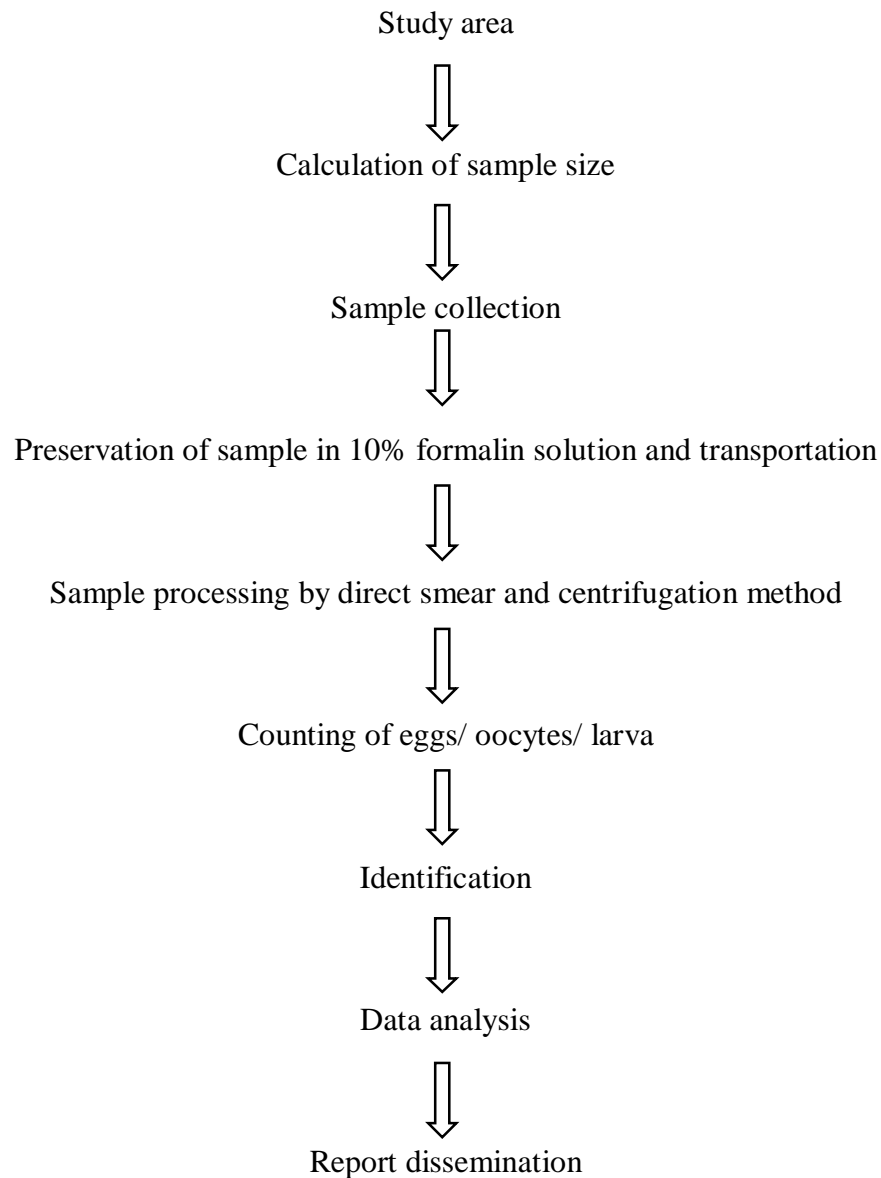 Study area
Calculation of sample size
Sample collection
Preservation of sample in 10% formalin solution and transportation
Sample processing by direct smear and centrifugation method
Counting of eggs/ oocytes/ larva
Identification
Data analysis
Report dissemination